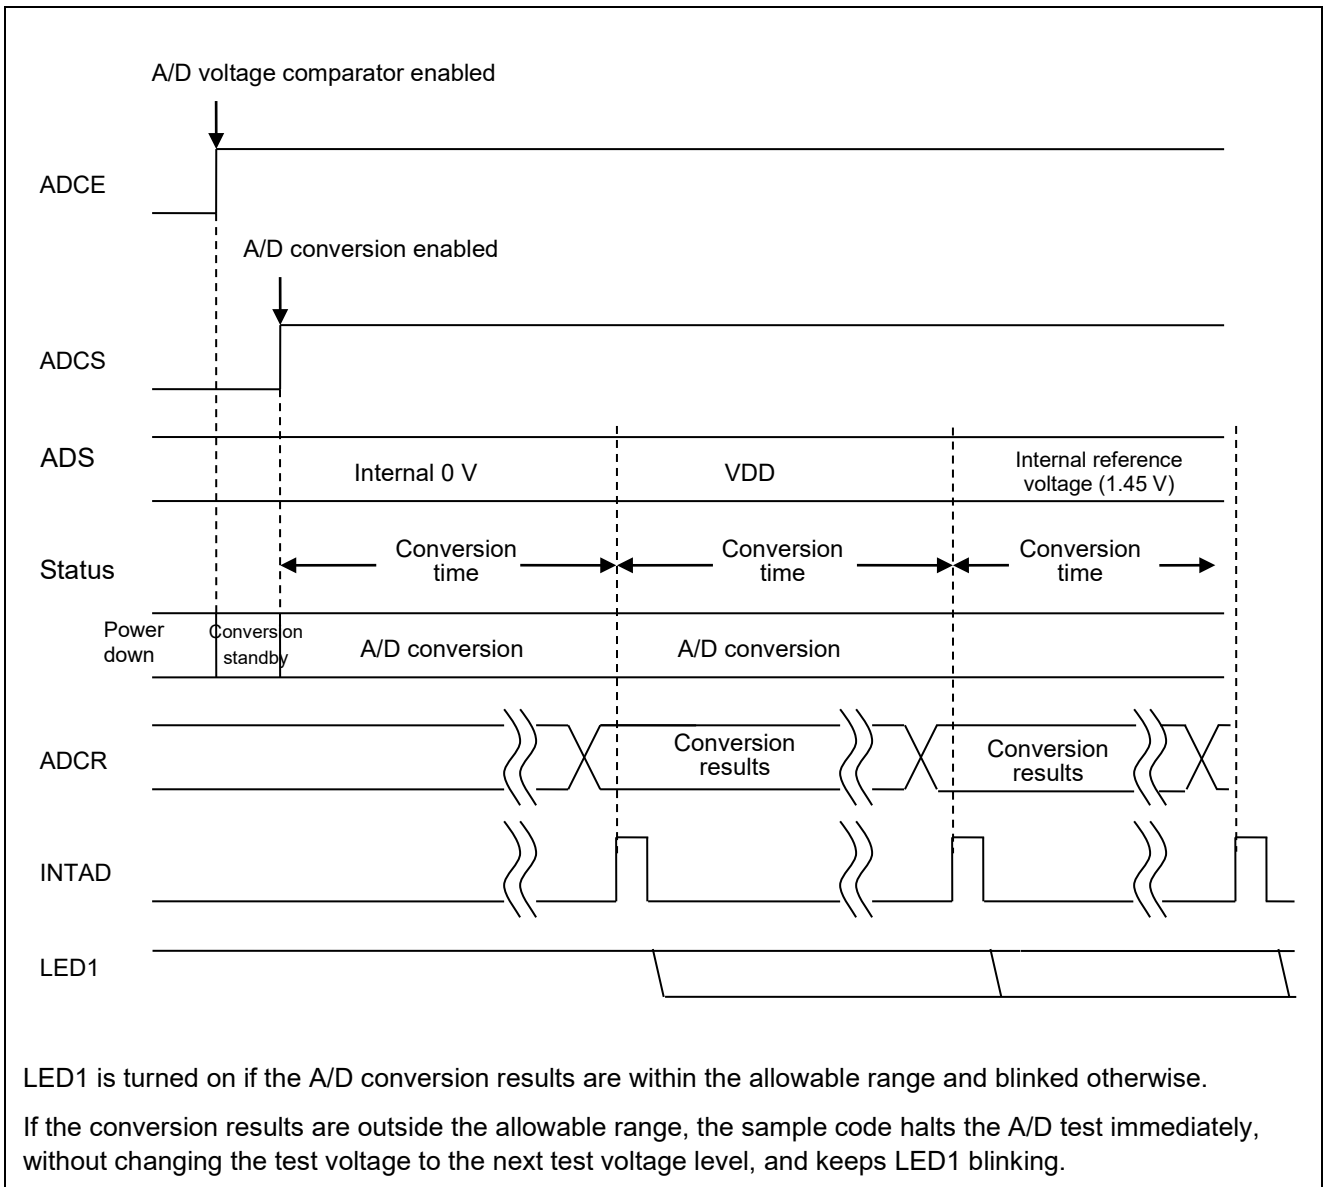 A/D voltage comparator enabled
ADCE
A/D conversion enabled
ADCS
ADS
Internal 0 V
VDD
Internal reference
voltage (1.45 V)
Status
Conversion
time
Conversion
time
Conversion
time
Power
down
Conversion
standby
A/D conversion
A/D conversion
ADCR
Conversion
results
Conversion
results
INTAD
LED1
LED1 is turned on if the A/D conversion results are within the allowable range and blinked otherwise.
If the conversion results are outside the allowable range, the sample code halts the A/D test immediately,
without changing the test voltage to the next test voltage level, and keeps LED1 blinking.